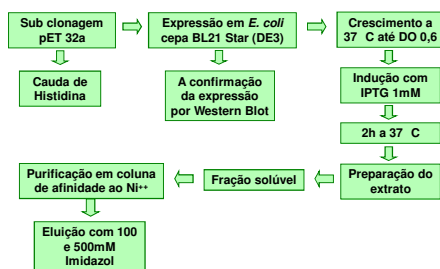 Sub clonagem
pET 32a
Expressão em E. coli
cepa BL21 Star (DE3)
Crescimento a
37 C até DO 0,6
Cauda de
Histidina
A confirmação
da expressão
por Western Blot
Indução com
IPTG 1mM
2h a 37 C
Preparação do
extrato
Fração solúvel
Purificação em coluna
de afinidade ao Ni++
Eluição com 100
e 500mM
Imidazol